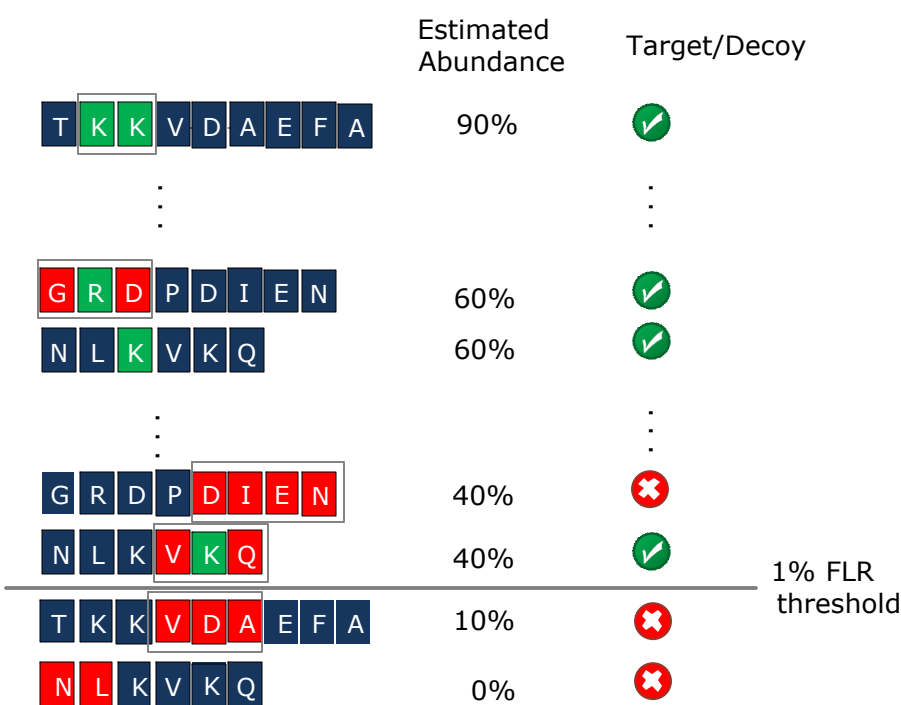 Estimated
Abundance
Target/Decoy
T K K V D A E F A 90%
G R D P D I E N 60%
N L K V K Q 60%
G R D P D I E N 40%
N L K V K Q 40%
1% FLR
threshold
T K K V D A E F A 10%
N L K V K Q 0%